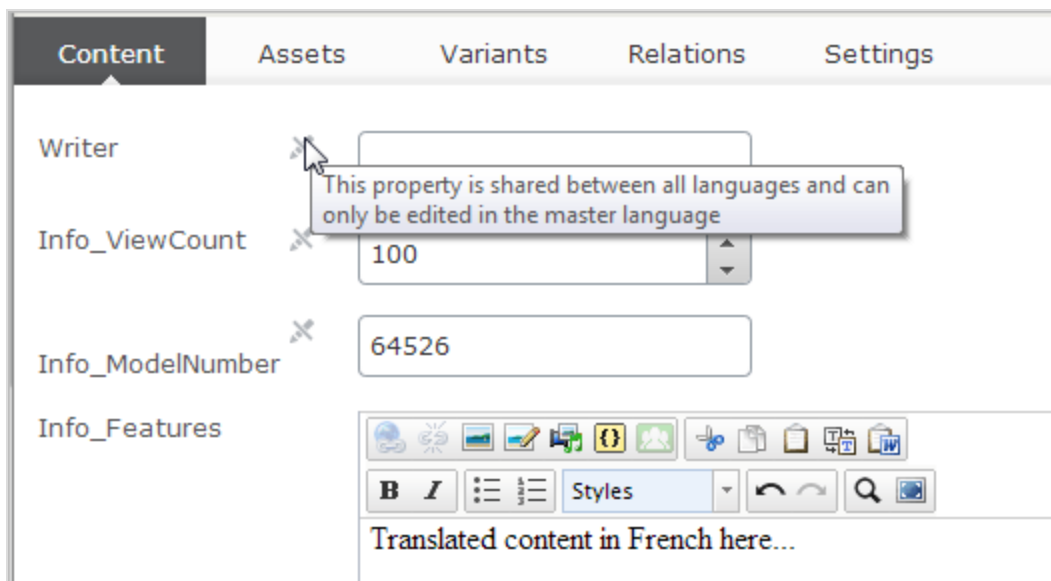 Content Assets Variants Relations Settings
Writer
This property is shared between all languages and can
only be edited in the master language
Info_ViewCount
100
Info_ModelNumber
64526
Info_Features
B I Styles
Translated content in French here...